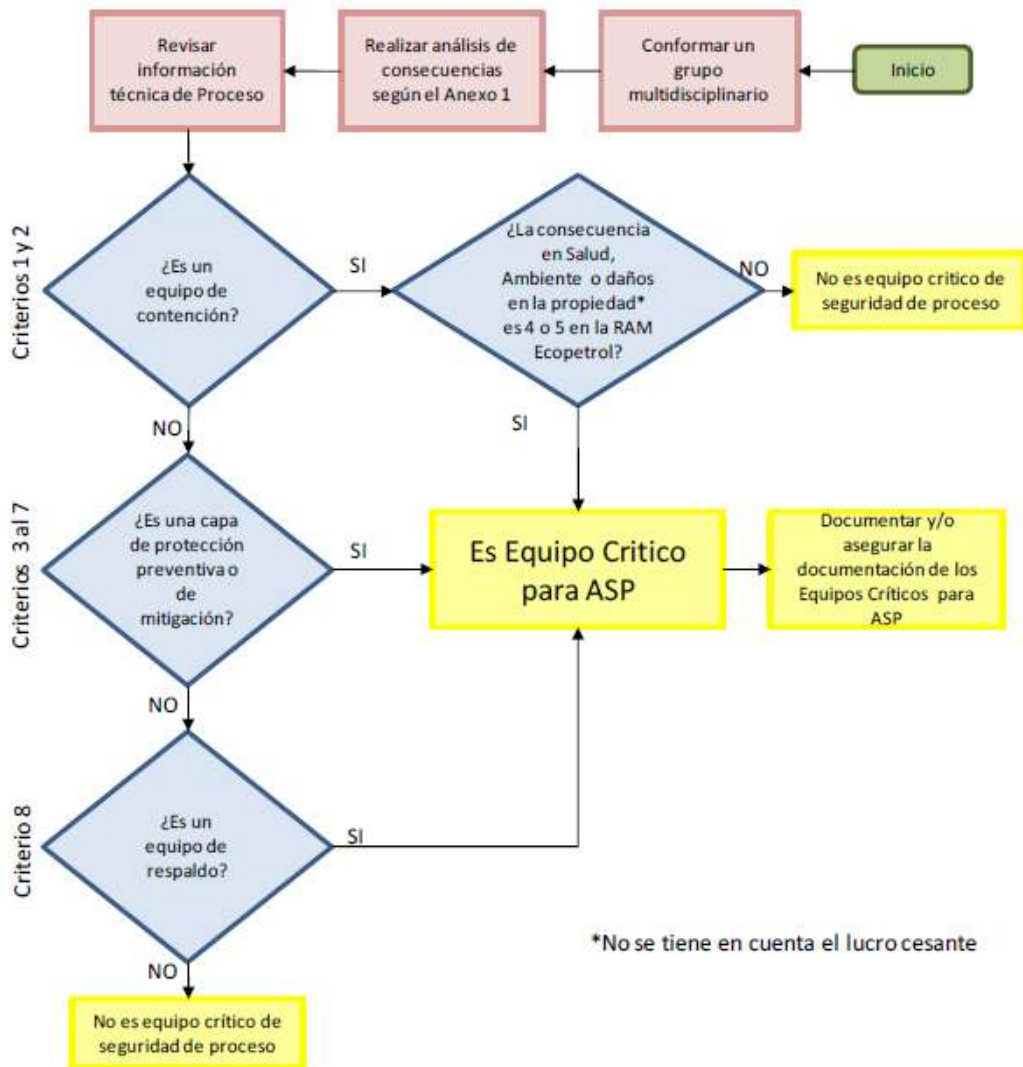 Revisar
información
técnica de Proceso
Realizar análisis de
consecuencias
según el Anexo 1
Conformar un
grupo
multidisciplinario
Inicio
Criterios 1 y 2
¿Es un
equipo de
contención?
SI
¿La consecuencia
en Salud,
Ambiente o daños
en la propiedad*
es 4 o 5 en la RAM
Ecopetrol?
NO
No es equipo critico de
seguridad de proceso
NO
SI
Criterios 3 al 7
¿Es una capa
de protección
preventiva o
de
mitigación?
SI
Es Equipo Critico
para ASP
Documentar y/o
asegurar la
documentación de los
Equipos Críticos para
ASP
NO
Criterio 8
¿Es un
equipo de
respaldo?
SI
*No se tiene en cuenta el lucro cesante
NO
No es equipo crítico de
seguridad de proceso